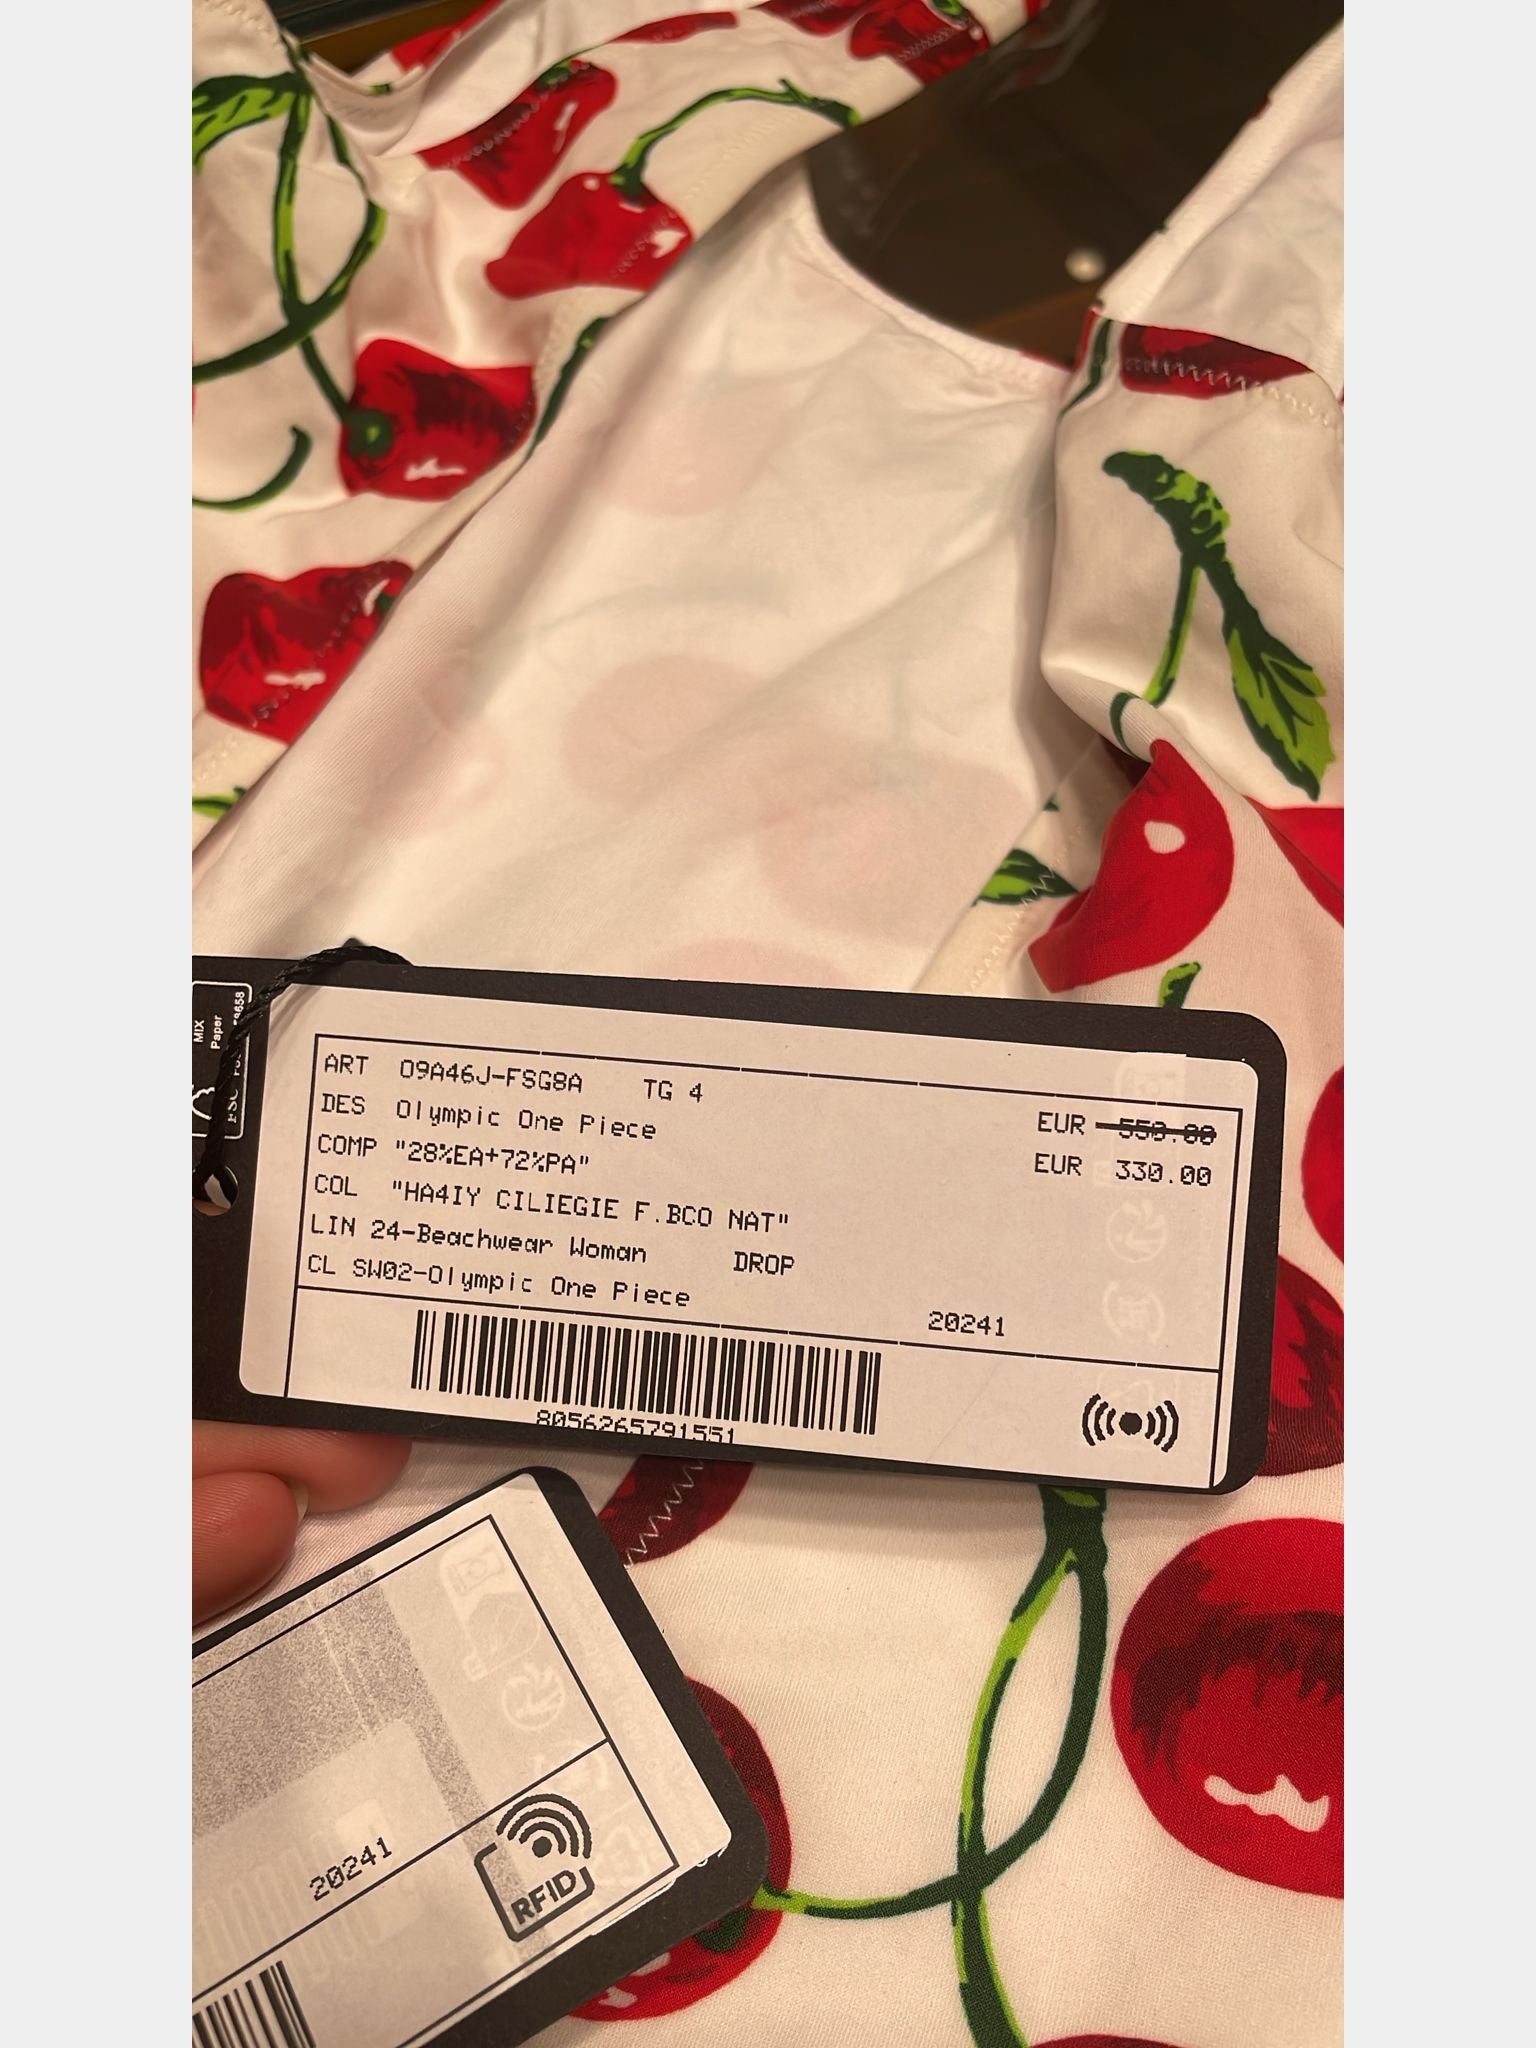 MIX
Paper
FSC
ART 09A46J-FSG8A TG 4
DES Olympic One Piece
EUR 550.00
COMP "28%EA+72%PA"
EUR 330.00
COL "HA4IY CILIEGIE F.BCO NAT"
LIN 24-Beachwear Woman DROP
CL SW02-Olympic One Piece
20241
8056265791551
20241
RFID